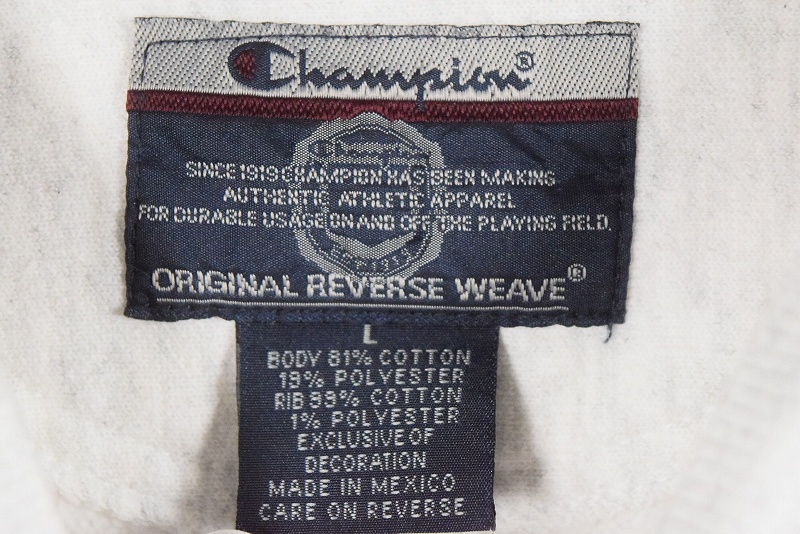 Champion®
Champion
SINCE 1919 CHAMPION HAS BEEN MAKING
AUTHENTIC ATHLETIC APPAREL
FOR DURABLE USAGE ON AND OFF THE PLAYING FIELD.
ORIGINAL REVERSE WEAVE®
L
BODY 81% COTTON
19% POLYESTER
RIB 99% COTTON
1% POLYESTER
EXCLUSIVE OF
DECORATION
MADE IN MEXICO
CARE ON REVERSE